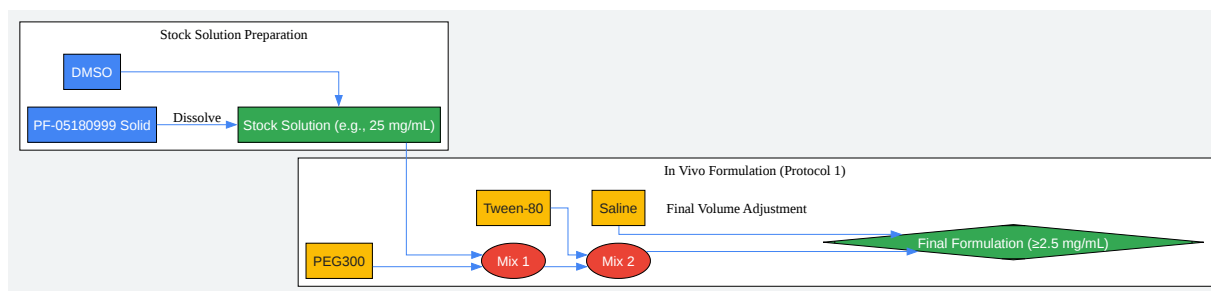 Stock Solution Preparation
DMSO
PF-05180999 Solid
Dissolve
Stock Solution (e.g., 25 mg/mL)
In Vivo Formulation (Protocol 1)
Tween-80
Saline
Final Volume Adjustment
Final Formulation (≥2.5 mg/mL)
PEG300
Mix 1
Mix 2